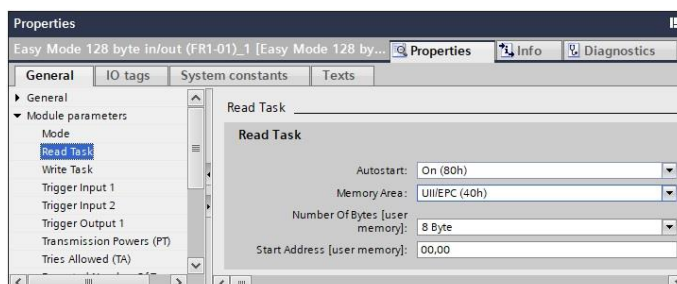 Properties
Easy Mode 128 byte in/out (FR1-01)_1 [Easy Mode 128 by... Properties Info Diagnostics
General IO tags System constants Texts
General
Module parameters
Mode
Read Task
Write Task
Trigger Input 1
Trigger Input 2
Trigger Output 1
Transmission Powers (PT)
Tries Allowed (TA)
Read Task
Read Task
Autostart: On (80h)
Memory Area: UII/EPC (40h)
Number Of Bytes [user
memory]: 8 Byte
Start Address [user memory]: 00,00